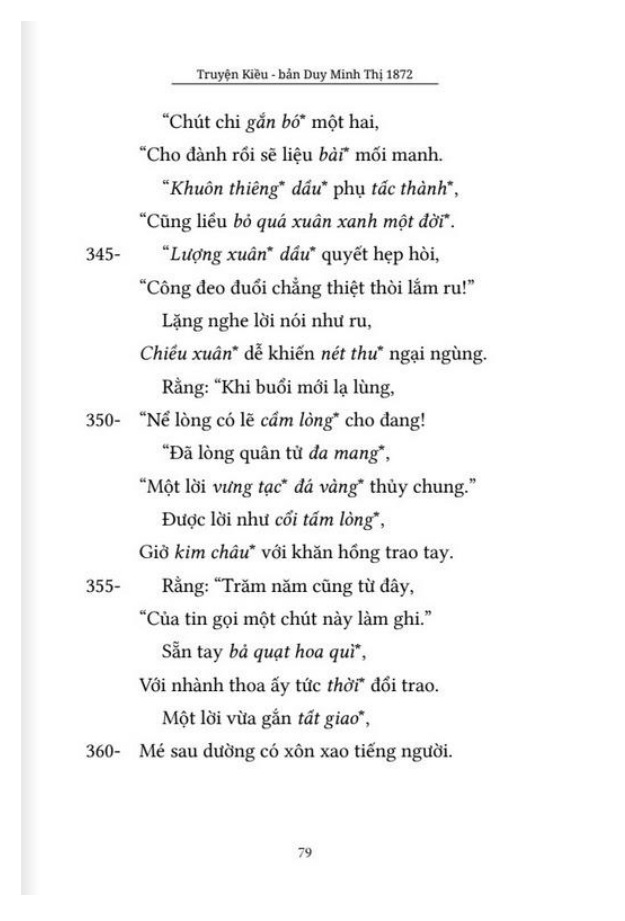 Truyện Kiều - bản Duy Minh Thị 1872
“Chút chi gắn bó* một hai,
“Cho đành rồi sẽ liệu bài* mối manh.
“Khuôn thiêng* dầu* phụ tấc thành*,
“Cũng liều bỏ quá xuân xanh một đời*.
345- “Lượng xuân* dầu* quyết hẹp hòi,
“Công đeo đuổi chẳng thiệt thòi lắm ru!”
Lặng nghe lời nói như ru,
Chiều xuân* dễ khiến nét thu* ngại ngùng.
Rằng: “Khi buổi mới lạ lùng,
350- “Nể lòng có lẽ cầm lòng* cho đang!
“Đã lòng quân tử đa mang*,
“Một lời vưng tạc* đá vàng* thủy chung.”
Được lời như cổi tấm lòng*,
Giở kim châu* với khăn hồng trao tay.
355- Rằng: “Trăm năm cũng từ đây,
“Của tin gọi một chút này làm ghi.”
Sẵn tay bả quạt hoa quì*,
Với nhành thoa ấy tức thời* đổi trao.
Một lời vừa gắn tất giao*,
360- Mé sau dường có xôn xao tiếng người.
79